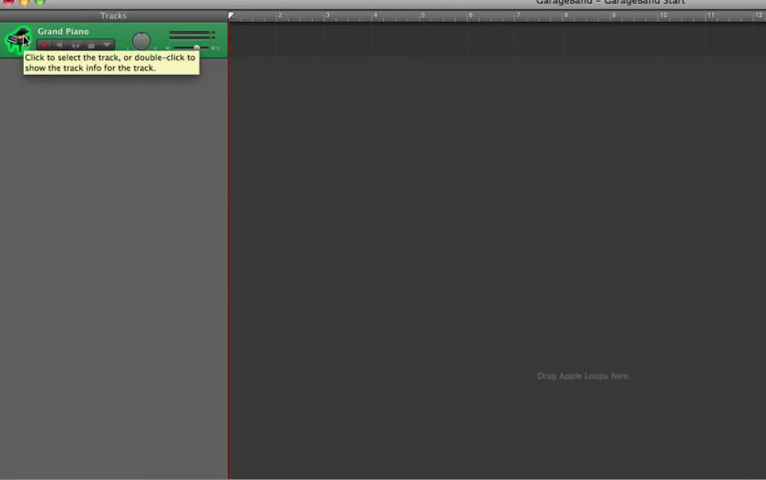 GarageBand – GarageBand Start
Tracks
2 3 4 5 6 7 8 9 10 11 12
Grand Piano
Click to select the track, or double-click to
show the track info for the track.
Drag Apple Loops here.